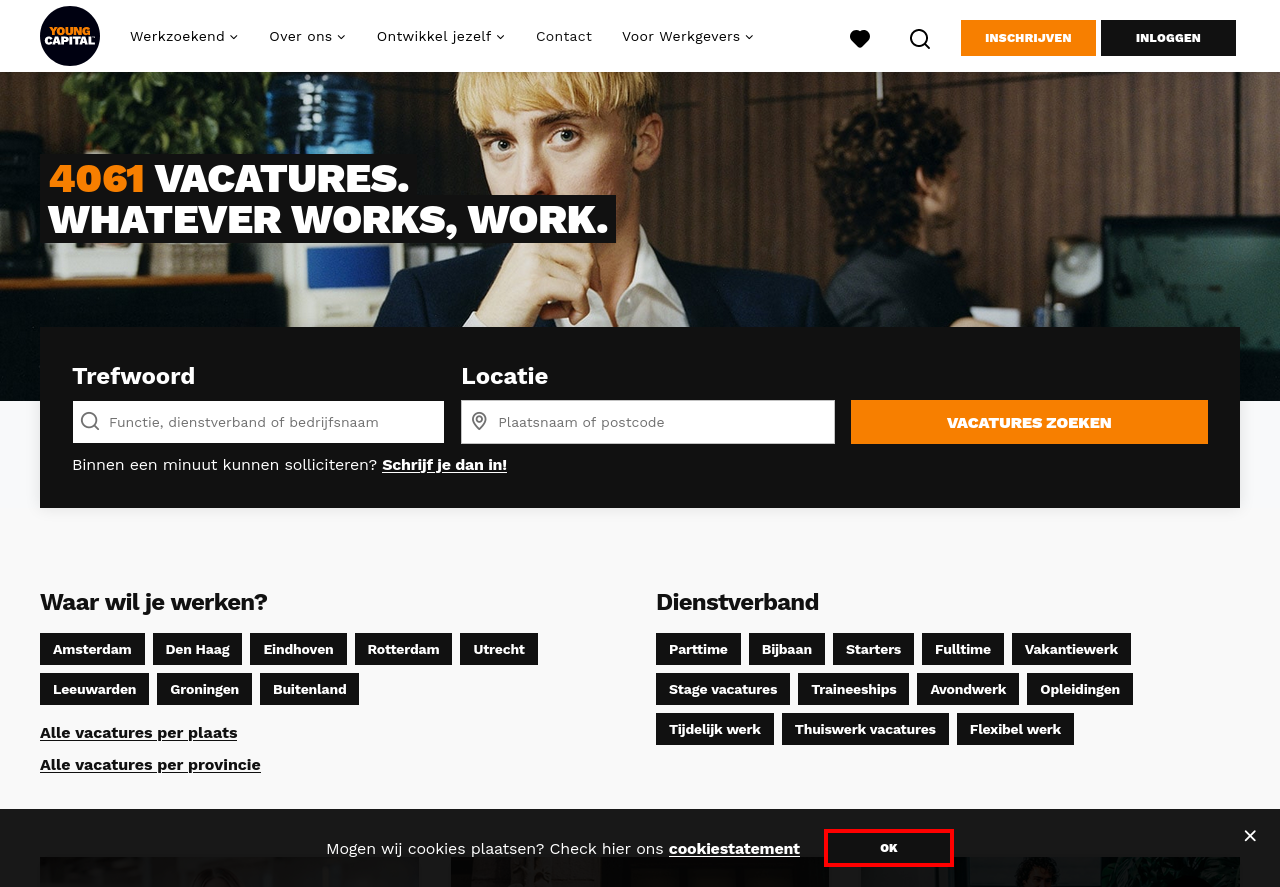 YOUNG
CAPITAL
Werkzoekend
Over ons
Ontwikkel jezelf
Contact
Voor Werkgevers
INSCHRIJVEN
INLOGGEN
4061 VACATURES.
WHATEVER WORKS, WORK.
Trefwoord
Locatie
Functie, dienstverband of bedrijfsnaam
Plaatsnaam of postcode
VACATURES ZOEKEN
Binnen een minuut kunnen solliciteren? Schrijf je dan in!
Waar wil je werken?
Amsterdam
Den Haag
Eindhoven
Rotterdam
Utrecht
Leeuwarden
Groningen
Buitenland
Alle vacatures per plaats
Alle vacatures per provincie
Dienstverband
Parttime
Bijbaan
Starters
Fulltime
Vakantiewerk
Stage vacatures
Traineeships
Avondwerk
Opleidingen
Tijdelijk werk
Thuiswerk vacatures
Flexibel werk
Mogen wij cookies plaatsen? Check hier ons cookiestatement
OK